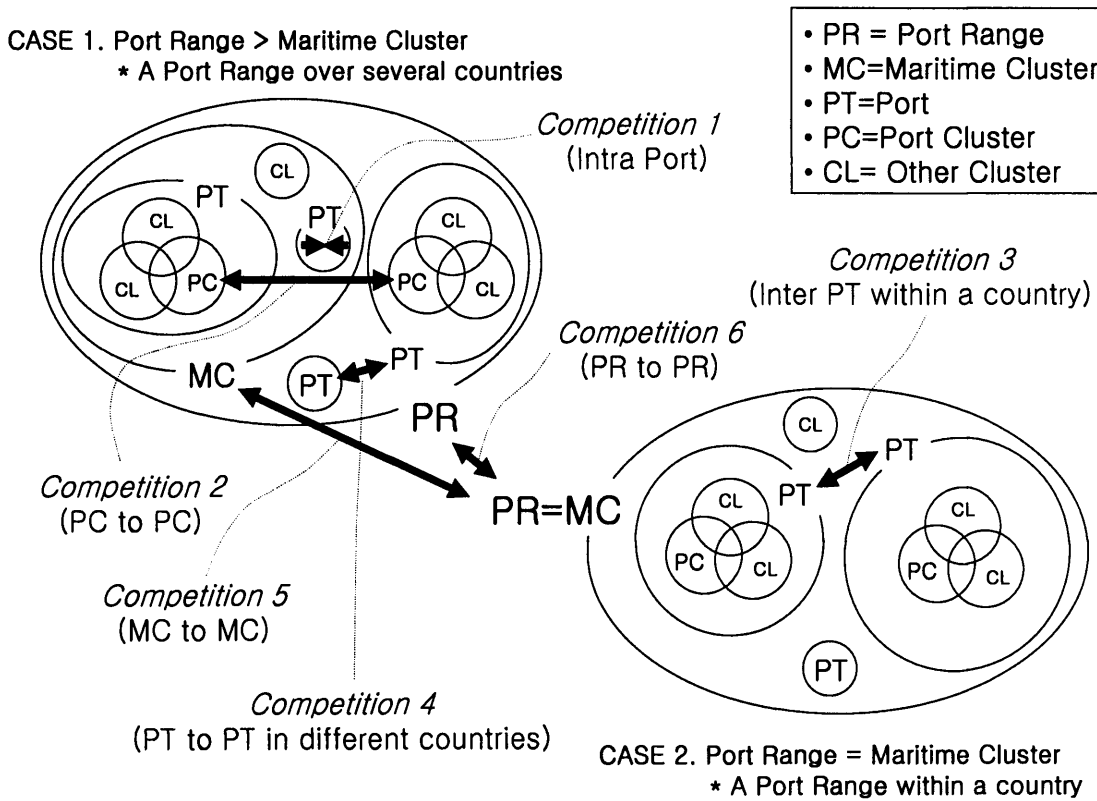 CASE 1. Port Range > Maritime Cluster
* A Port Range over several countries
• PR = Port Range
• MC=Maritime Cluster
• PT=Port
• PC=Port Cluster
• CL= Other Cluster
Competition 1
(Intra Port)
CL
PT
PT
CL
CL
PC
CL
PC
CL
Competition 3
(Inter PT within a country)
Competition 6
(PR to PR)
MC
PT
PT
PR
Competition 2
(PC to PC)
PR=MC
CL
PT
PT
CL
PC
CL
CL
PC
CL
PT
Competition 5
(MC to MC)
Competition 4
(PT to PT in different countries)
CASE 2. Port Range = Maritime Cluster
* A Port Range within a country